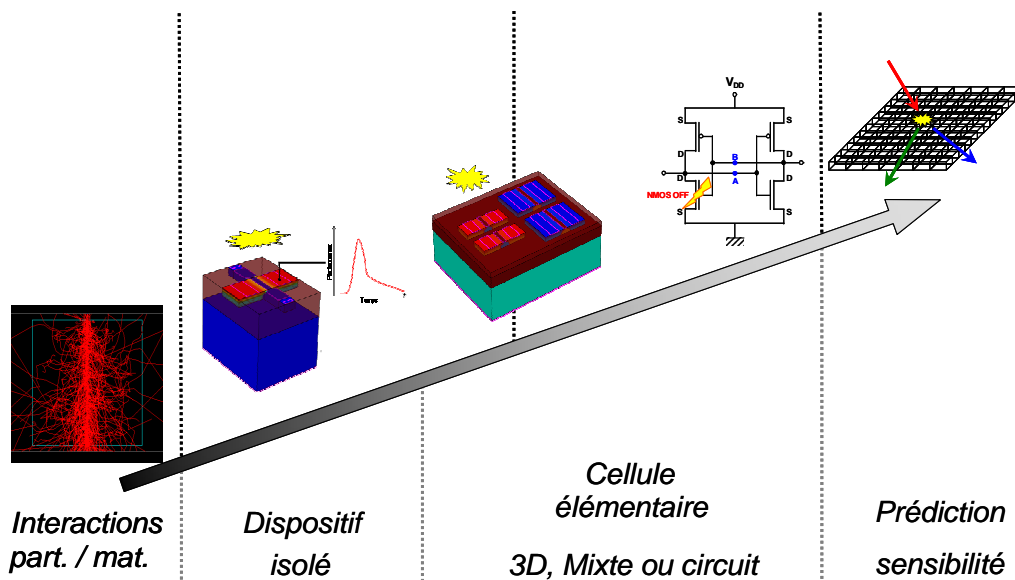 V_DD
S
S
D
D
B
A
D
D
NMOS OFF
S
S
Temps
t
Interactions
part. / mat.
Dispositif
isolé
Cellule
élémentaire
3D, Mixte ou circuit
Prédiction
sensibilité